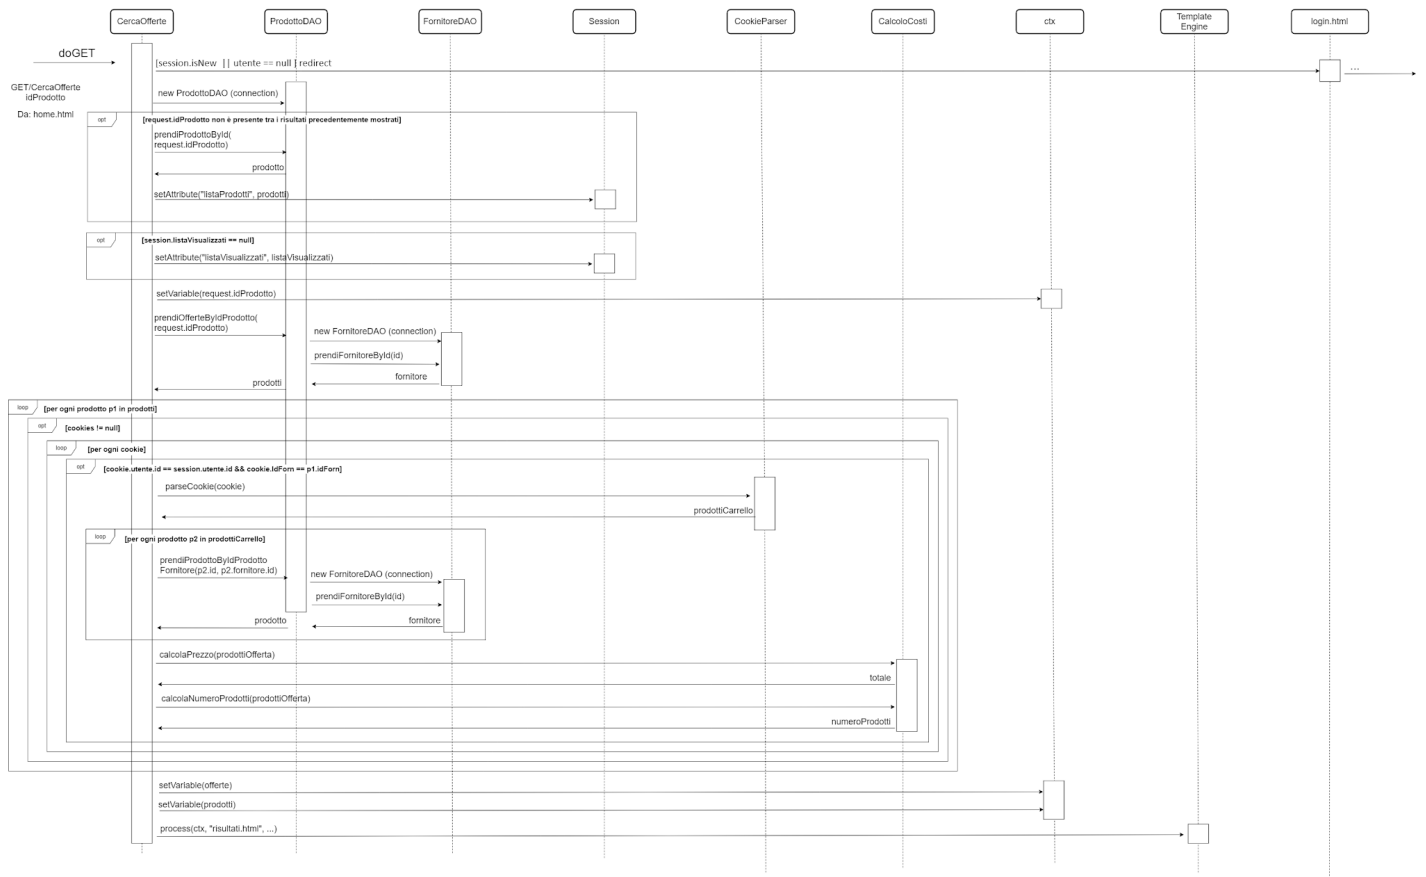 CercaOfferte
ProdottoDAO
FornitoreDAO
Session
CookieParser
CalcoloCosti
ctx
Template
Engine
login.html
doGET
[session.isNew || utente == null ] redirect
...
GET/CercaOfferte
idProdotto
Da: home.html
new ProdottoDAO (connection)
opt
[request.idProdotto non è presente tra i risultati precedentemente mostrati]
prendiProdottoById(
request.idProdotto)
prodotto
setAttribute("listaProdotti", prodotti)
opt
[session.listaVisualizzati == null]
setAttribute("listaVisualizzati", listaVisualizzati)
setVariable(request.idProdotto)
prendiOfferteByIdProdotto(
request.idProdotto)
new FornitoreDAO (connection)
prendiFornitoreById(id)
fornitore
prodotti
loop
[per ogni prodotto p1 in prodotti]
opt
[cookies != null]
loop
[per ogni cookie]
opt
[cookie.utente.id == session.utente.id && cookie.IdForn == p1.idForn]
parseCookie(cookie)
prodottiCarrello
loop
[per ogni prodotto p2 in prodottiCarrello]
prendiProdottoByIdProdotto
Fornitore(p2.id, p2.fornitore.id)
new FornitoreDAO (connection)
prendiFornitoreById(id)
fornitore
prodotto
calcolaPrezzo(prodottiOfferta)
totale
calcolaNumeroProdotti(prodottiOfferta)
numeroProdotti
setVariable(offerte)
setVariable(prodotti)
process(ctx, "risultati.html", ...)